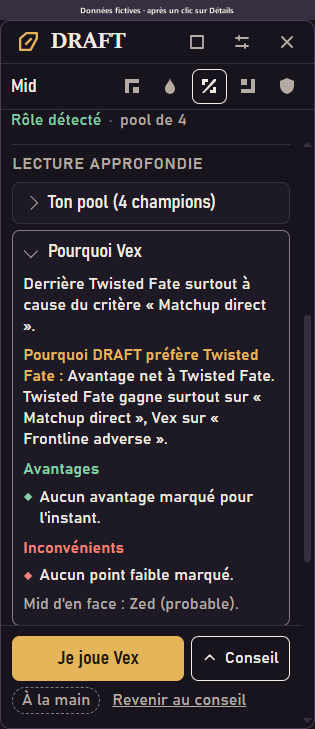 Données fictives · après un clic sur Détails
DRAFT
Mid
Rôle détecté · pool de 4
LECTURE APPROFONDIE
Ton pool (4 champions)
Pourquoi Vex
Derrière Twisted Fate surtout à
cause du critère « Matchup direct
».
Pourquoi DRAFT préfère Twisted
Fate : Avantage net à Twisted Fate.
Twisted Fate gagne surtout sur «
Matchup direct », Vex sur «
Frontline adverse ».
Avantages
Aucun avantage marqué pour
l'instant.
Inconvénients
Aucun point faible marqué.
Mid d'en face : Zed (probable).
Je joue Vex
Conseil
À la main
Revenir au conseil